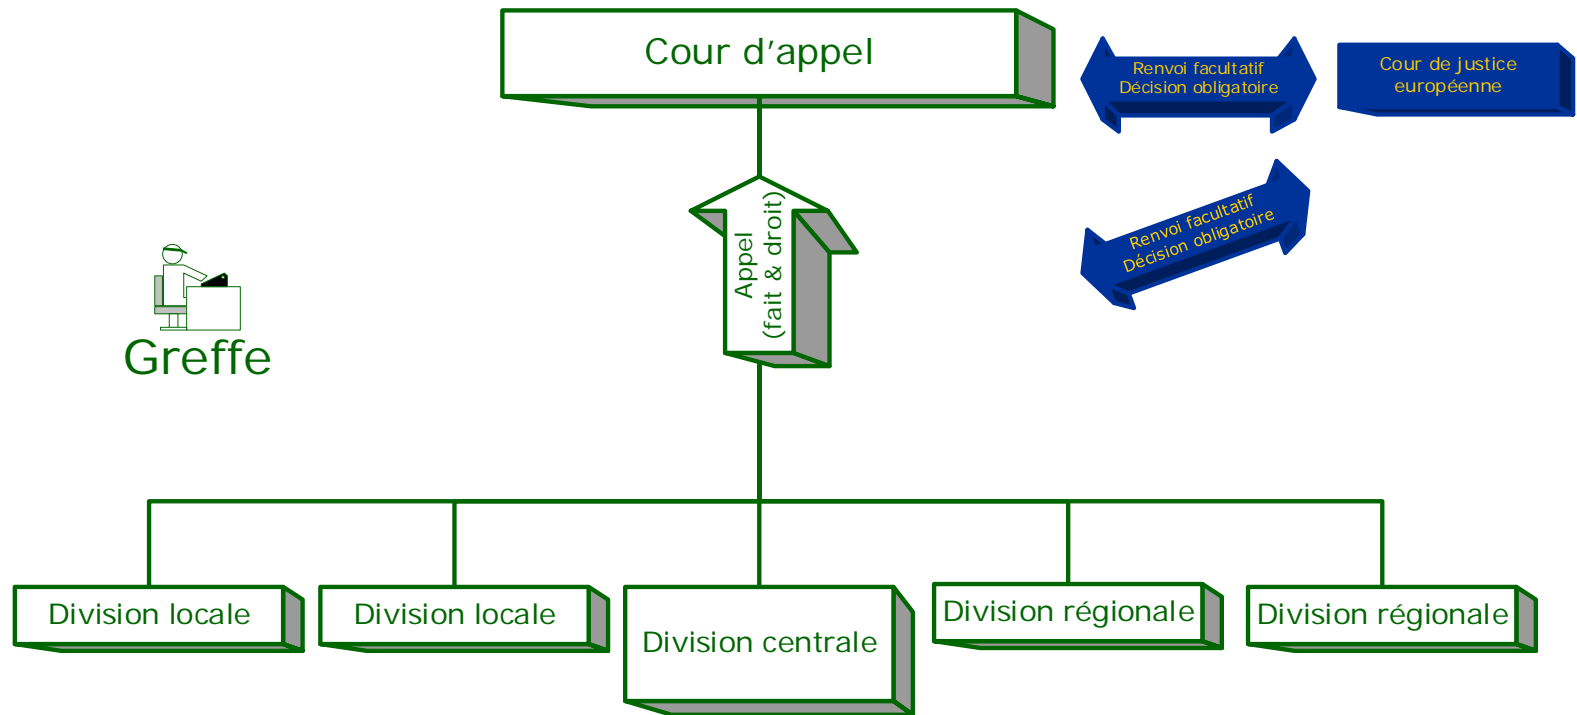 Cour d'appel
Renvoi facultatif
Décision obligatoire
Cour de justice
européenne
Appel
(fait & droit)
Renvoi facultatif
Décision obligatoire
Greffe
Division locale
Division locale
Division centrale
Division régionale
Division régionale